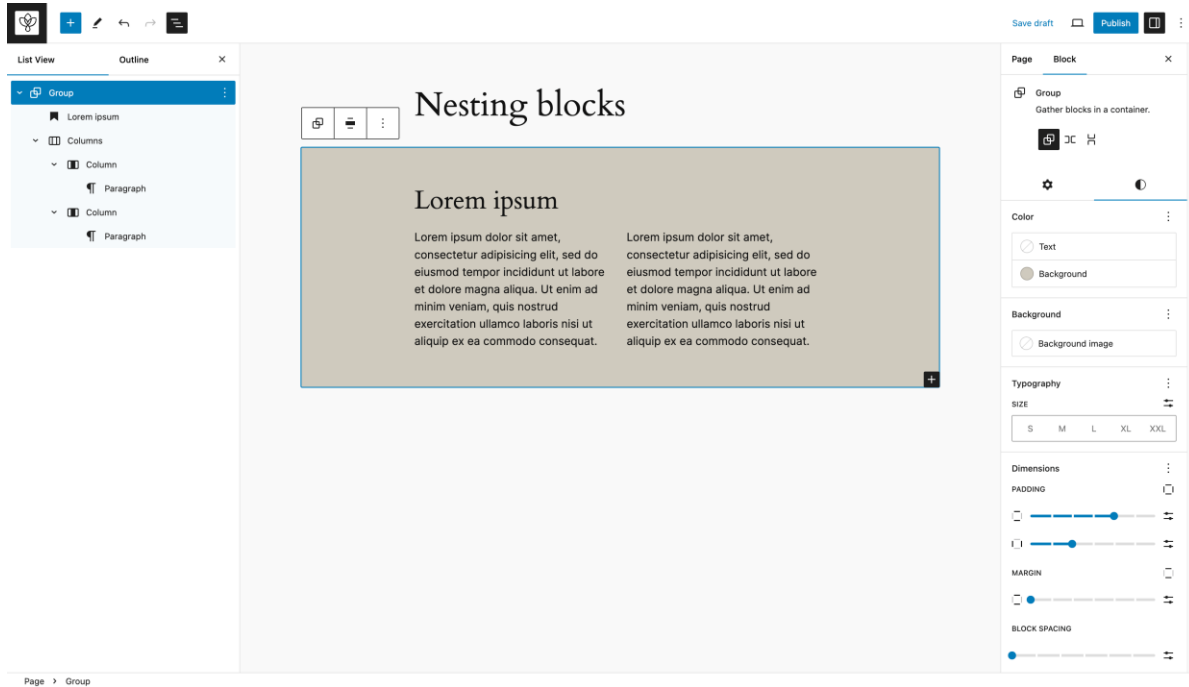 Save draft
Publish
List View
Outline
Group
Lorem ipsum
Columns
Column
Paragraph
Column
Paragraph
Nesting blocks
Lorem ipsum
Lorem ipsum dolor sit amet,
consectetur adipisicing elit, sed do
eiusmod tempor incididunt ut labore
et dolore magna aliqua. Ut enim ad
minim veniam, quis nostrud
exercitation ullamco laboris nisi ut
aliquip ex ea commodo consequat.
Lorem ipsum dolor sit amet,
consectetur adipisicing elit, sed do
eiusmod tempor incididunt ut labore
et dolore magna aliqua. Ut enim ad
minim veniam, quis nostrud
exercitation ullamco laboris nisi ut
aliquip ex ea commodo consequat.
Page
Block
Group
Gather blocks in a container.
Color
Text
Background
Background
Background image
Typography
SIZE
S M L XL XXL
Dimensions
PADDING
MARGIN
BLOCK SPACING
Page > Group